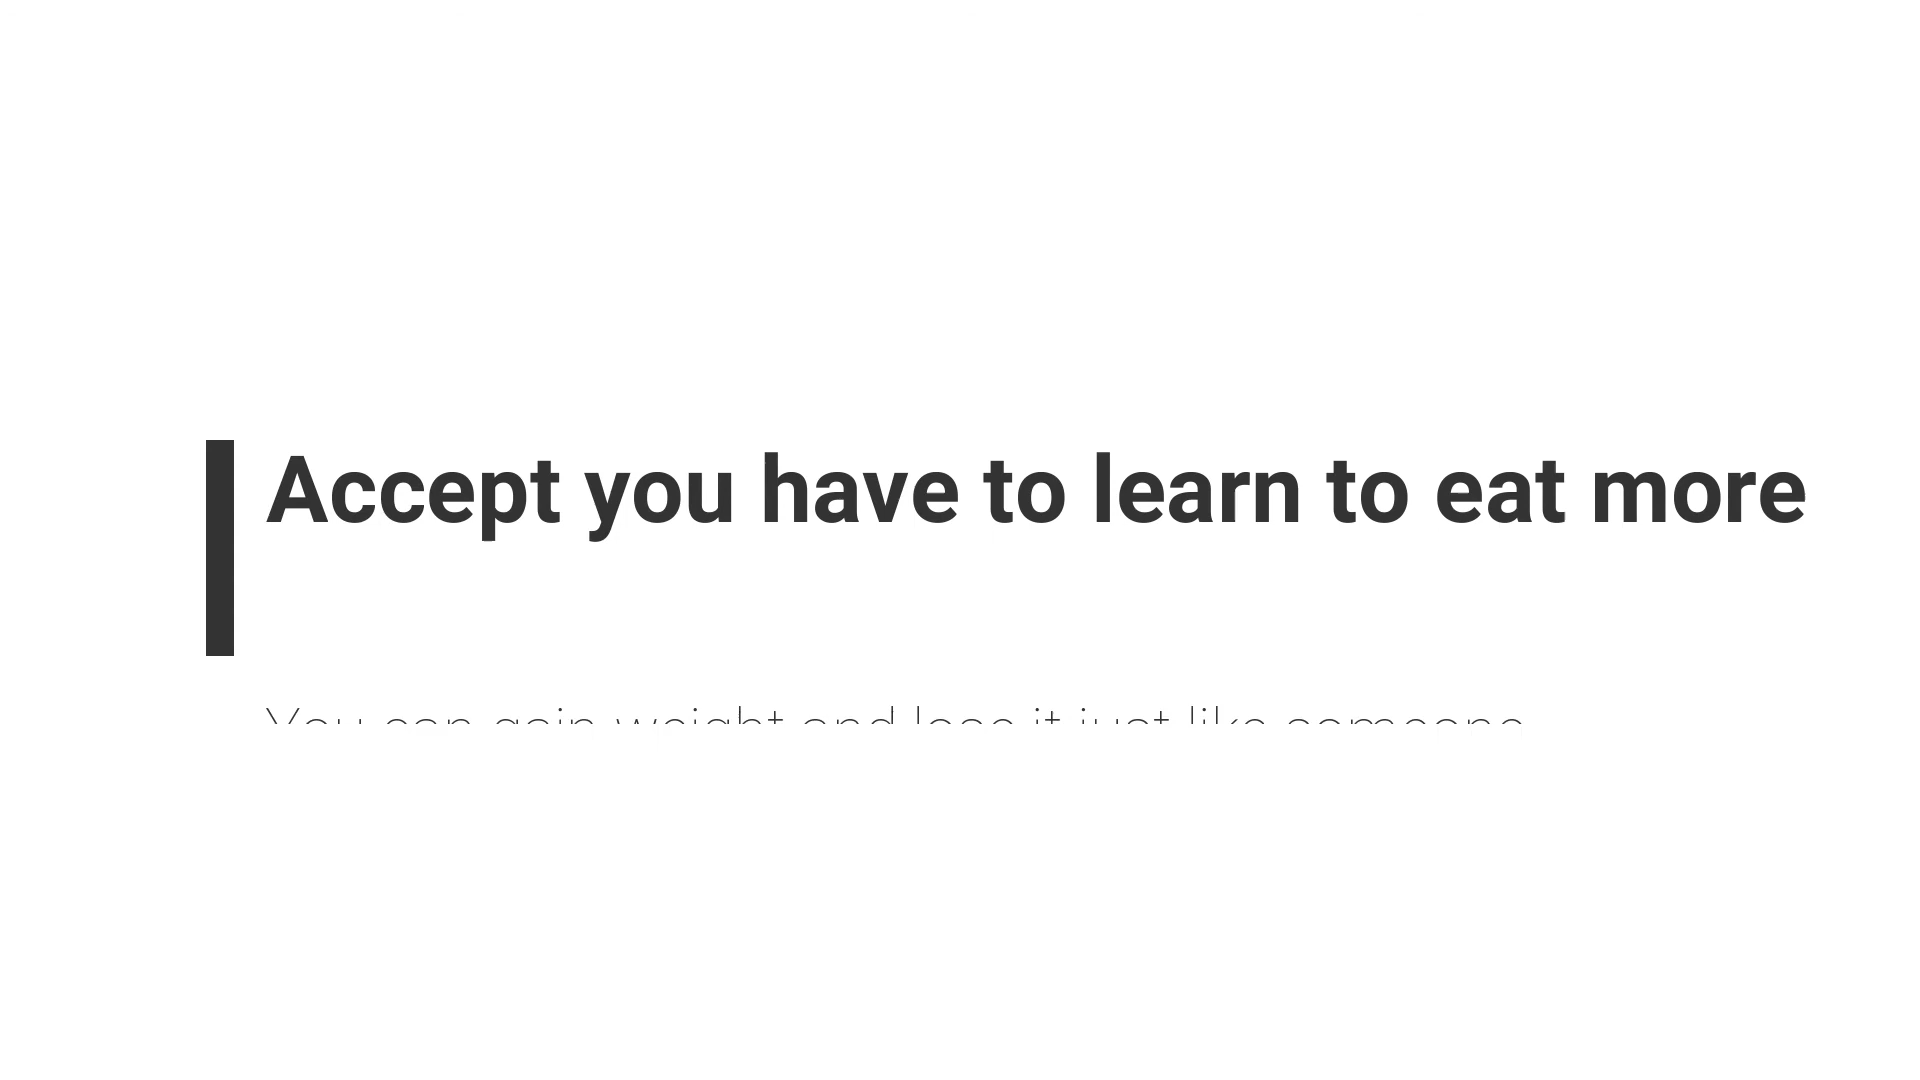 Accept you have to learn to eat more
You can gain weight and lose it just like someone